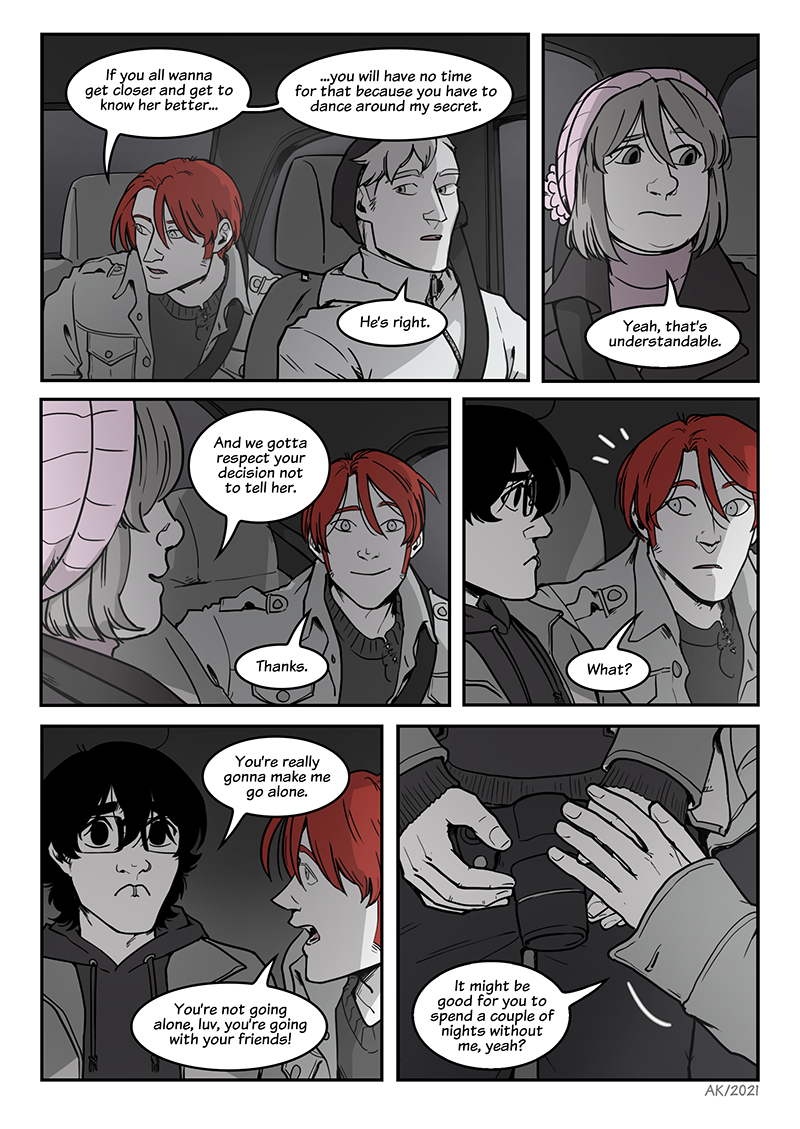 If you all wanna
get closer and get to
know her better...
...you will have no time
for that because you have to
dance around my secret.
He's right.
Yeah, that's
understandable.
And we gotta
respect your
decision not
to tell her.
Thanks.
What?
You're really
gonna make me
go alone.
You're not going
alone, luv, you're going
with your friends!
It might be
good for you to
spend a couple of
nights without
me, yeah?
AK/2021